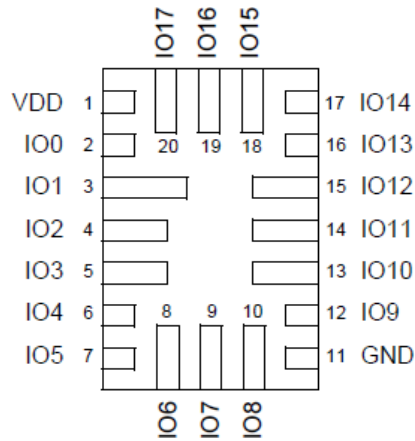 IO17 IO16 IO15
VDD 1 17 IO14
IO0 2 20 19 18 16 IO13
IO1 3 15 IO12
IO2 4 14 IO11
IO3 5 13 IO10
IO4 6 8 9 10 12 IO9
IO5 7 11 GND
IO6 IO7 IO8